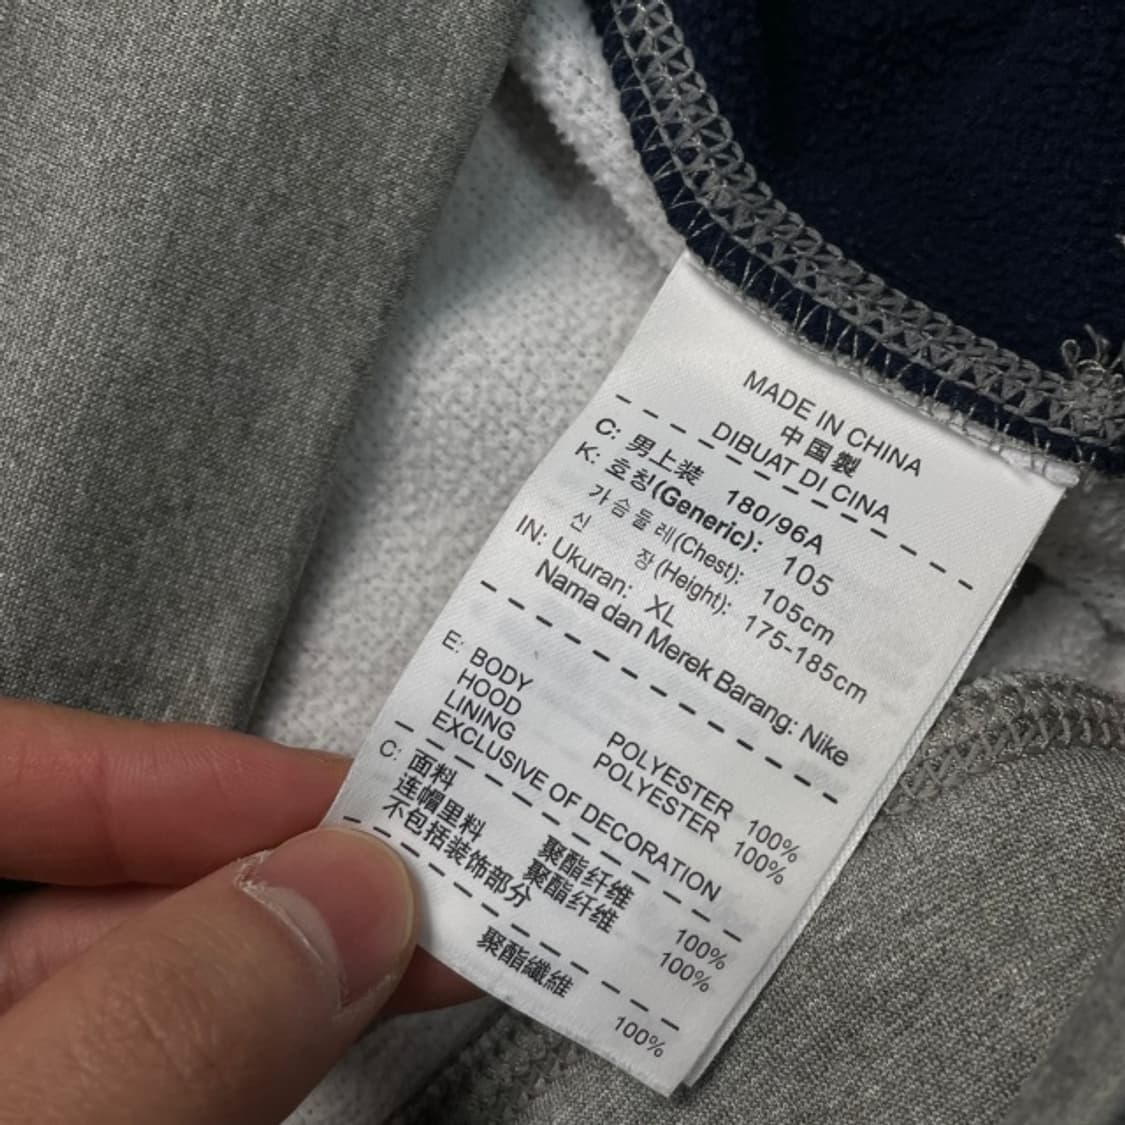 MADE IN CHINA
中国製
DIBUAT DI CINA
C: 男上装 180/96A
K: 호칭(Generic): 105
가슴둘레(Chest): 105cm
신 장(Height): 175-185cm
IN: Ukuran: XL
Nama dan Merek Barang: Nike
E: BODY POLYESTER 100%
HOOD
LINING POLYESTER 100%
EXCLUSIVE OF DECORATION
C: 面料 聚酯纤维 100%
连帽里料 聚酯纤维 100%
不包括装饰部分
聚酯纖維 100%